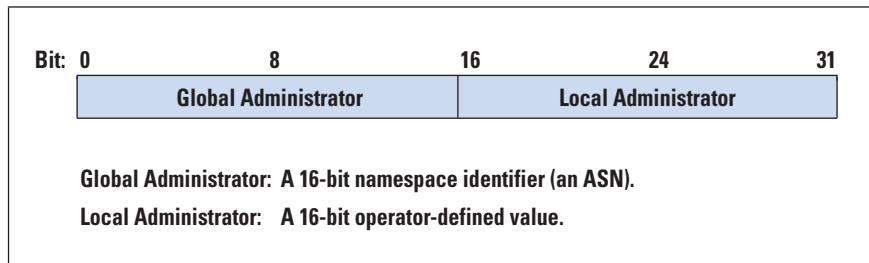 Bit: 0 8 16 24 31
Global Administrator Local Administrator
Global Administrator: A 16-bit namespace identifier (an ASN).
Local Administrator: A 16-bit operator-defined value.